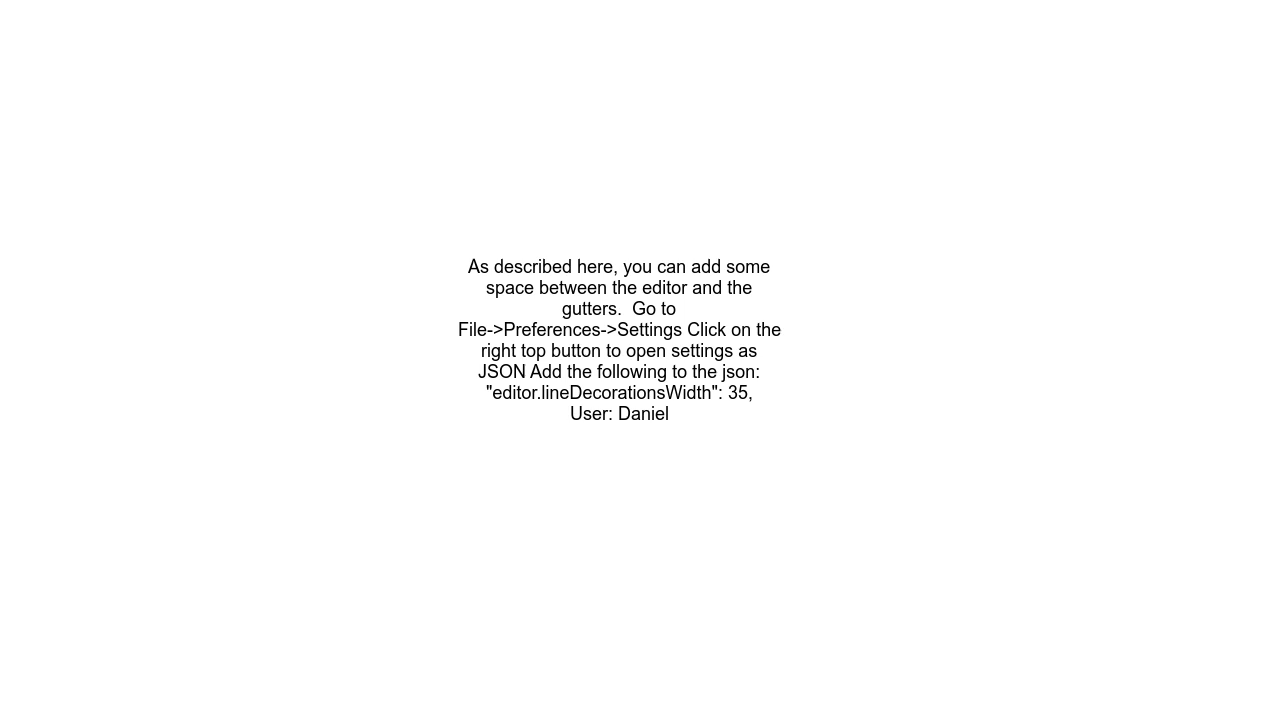 As described here, you can add some
space between the editor and the
gutters.  Go to
File->Preferences->Settings Click on the
right top button to open settings as
JSON Add the following to the json:
"editor.lineDecorationsWidth": 35,
User: Daniel